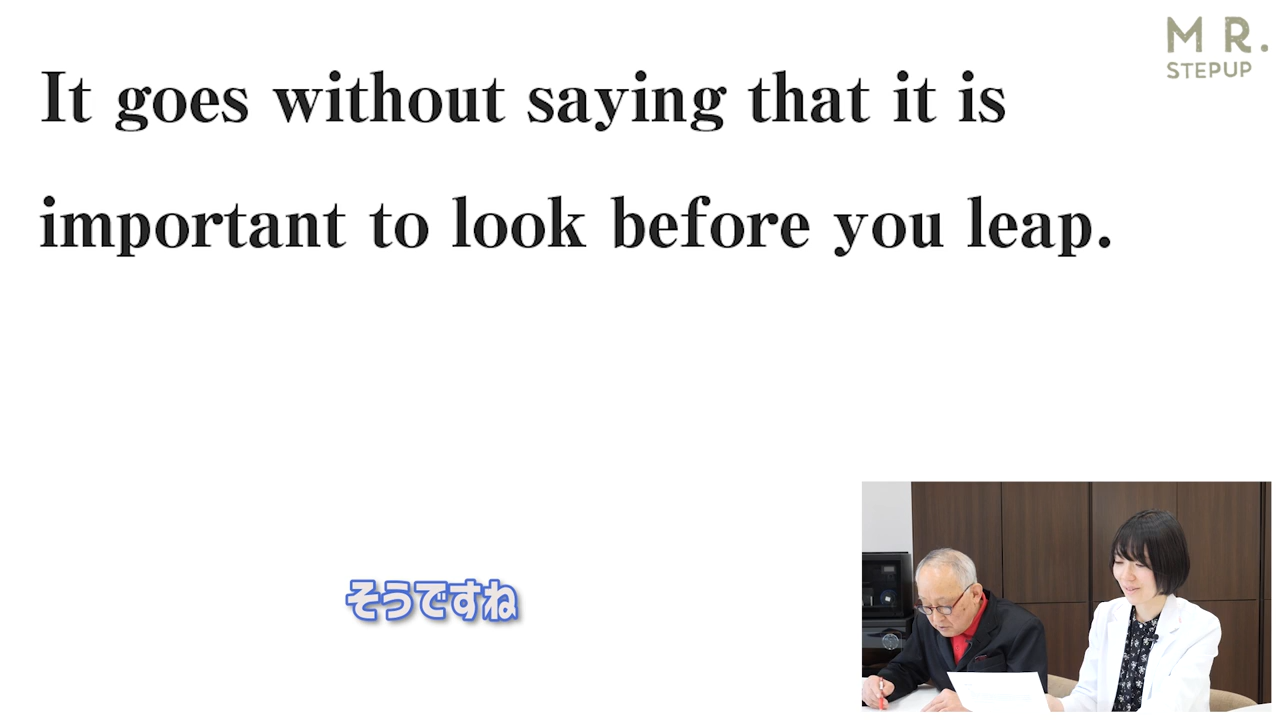 MR.
STEPUP
It goes without saying that it is
important to look before you leap.
そうですね